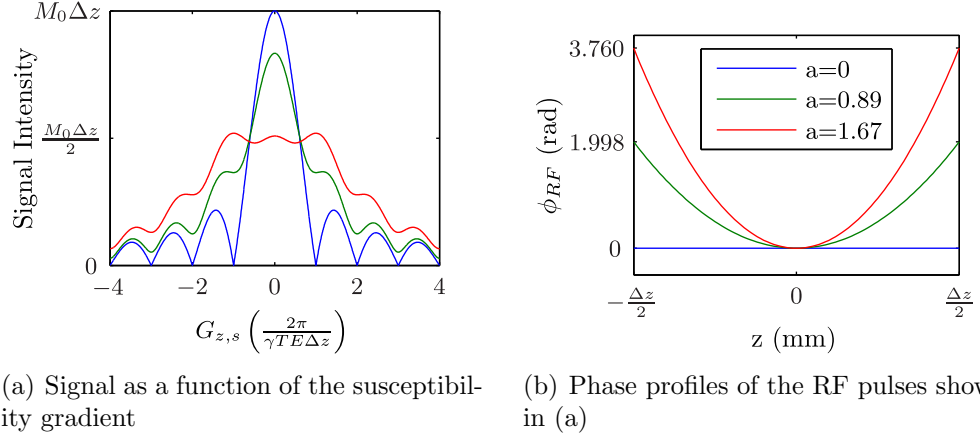 M₀Δz
M₀Δz/2
0
Signal Intensity
−4 −2 0 2 4
G_{z,s} (2π/γTEΔz)
(a) Signal as a function of the susceptibil-
ity gradient
3.760
1.998
0
ϕ_{RF} (rad)
a=0
a=0.89
a=1.67
−Δz/2 0 Δz/2
z (mm)
(b) Phase profiles of the RF pulses show
in (a)